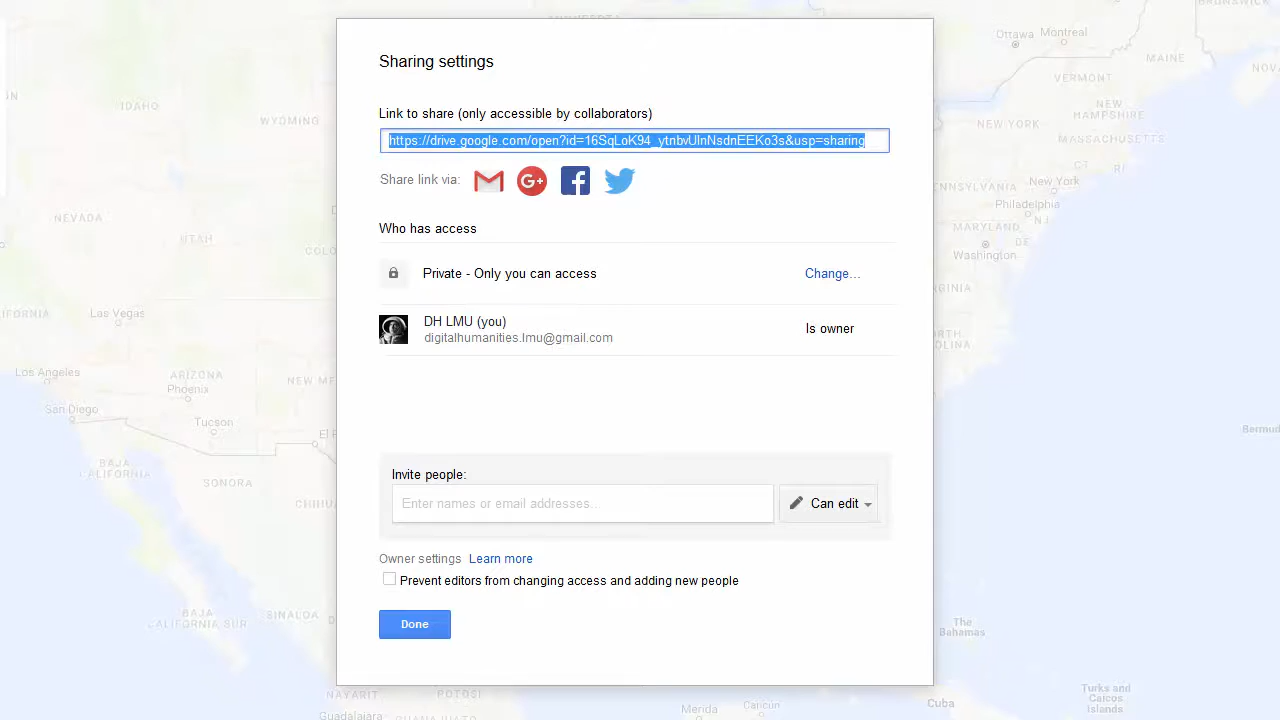 Sharing settings
Link to share (only accessible by collaborators)
https://drive.google.com/open?id=16SqLoK94_ytnbvUlnNsdnEEKo3s&usp=sharing
Share link via:
Who has access
Private - Only you can access
Change...
DH LMU (you)
digitalhumanities.lmu@gmail.com
Is owner
Invite people:
Enter names or email addresses...
Can edit
Owner settings Learn more
Prevent editors from changing access and adding new people
Done
IDAHO
WYOMING
NEVADA
UTAH
Las Vegas
Los Angeles
ARIZONA
Phoenix
San Diego
Tucson
BAJA
CALIFORNIA
SONORA
BAJA
CALIFORNIA SUR
SINALOA
NAYARIT
POTOSI
Guadalajara
Ottawa
Montreal
MAINE
VERMONT
NEW
HAMPSHIRE
NEW YORK
MASSACHUSETTS
CT
RI
New York
Philadelphia
MARYLAND
NJ
DE
Washington
The
Bahamas
Turks and
Caicos
Islands
Cuba
Merida
Cancún